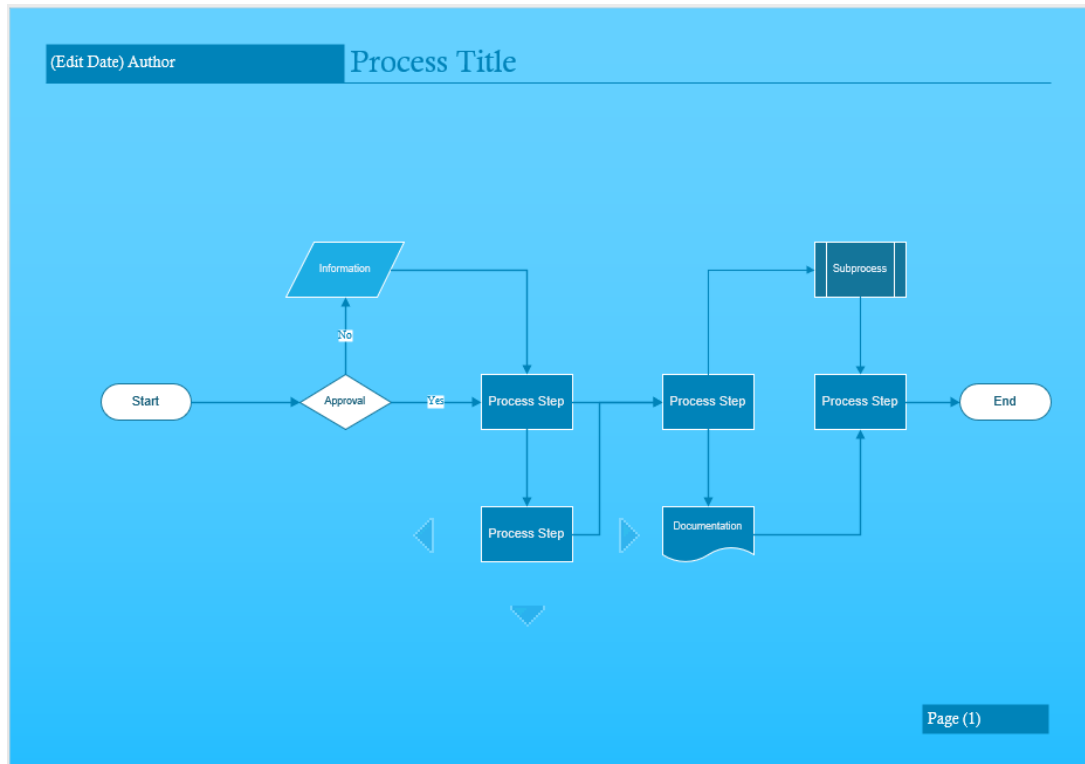 (Edit Date) Author
Process Title
Information
Subprocess
No
Start
Approval
Yes
Process Step
Process Step
Process Step
End
Process Step
Documentation
Page (1)